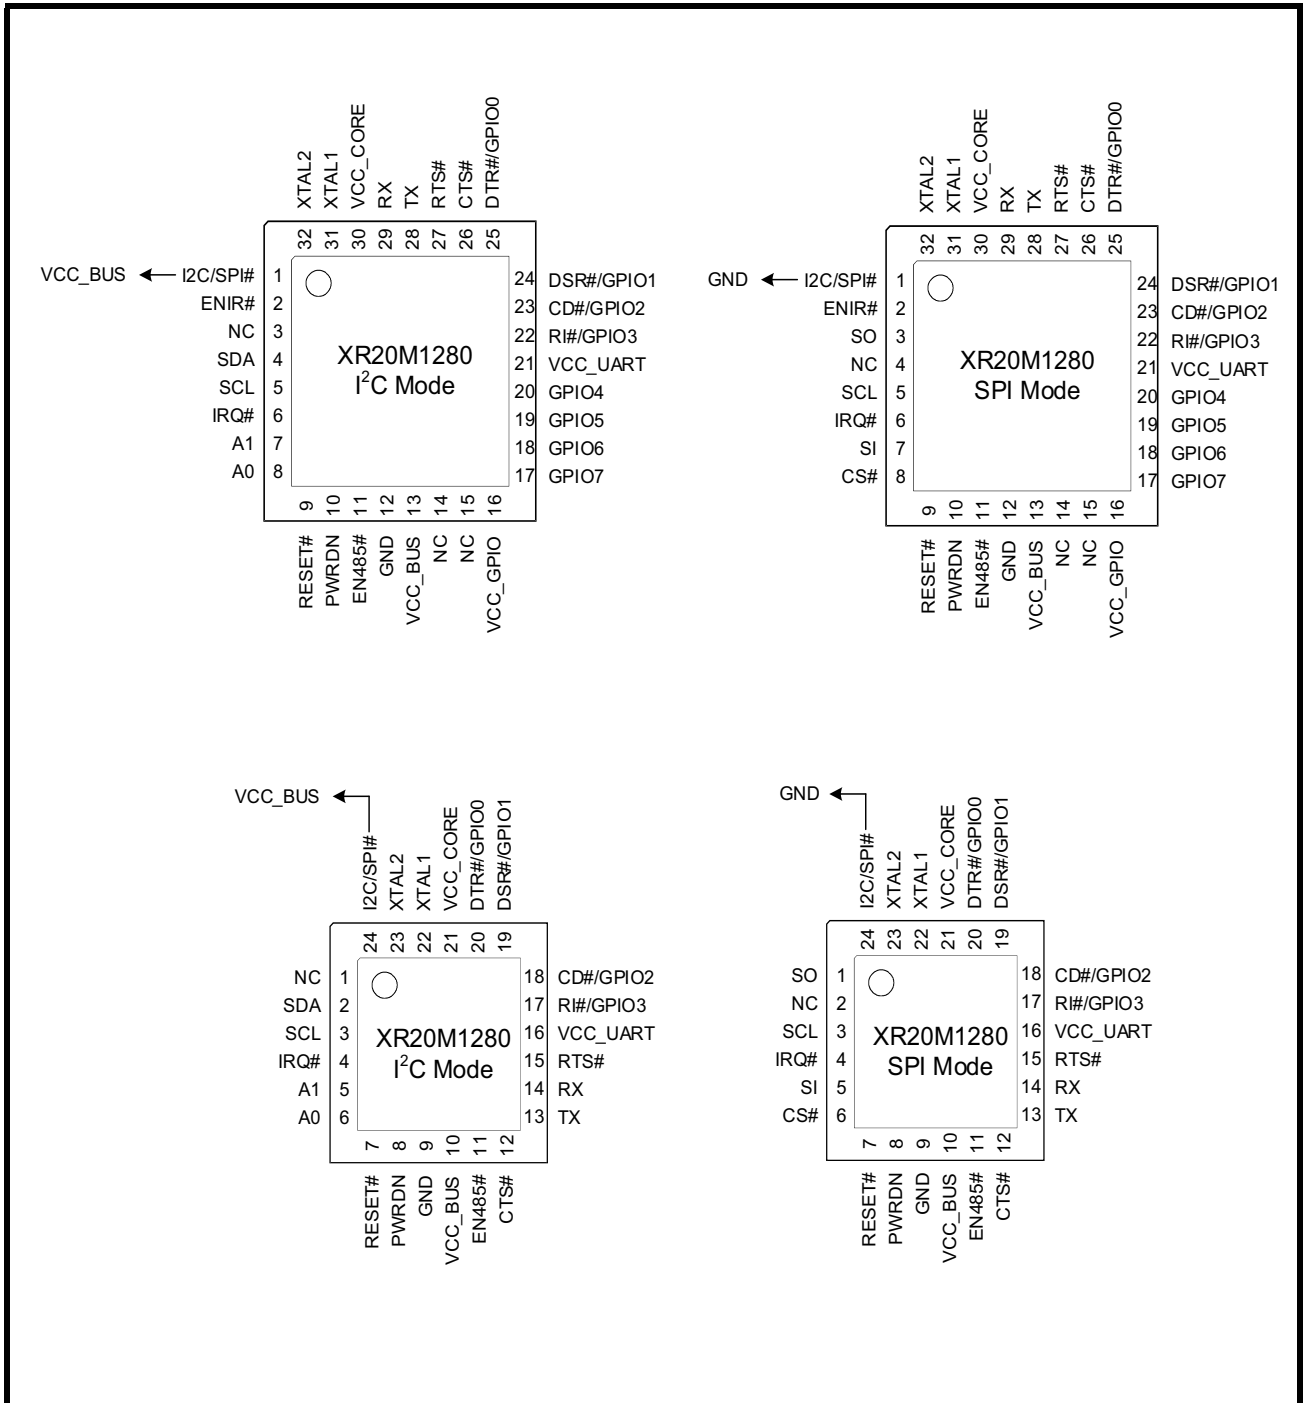 XTAL2
XTAL1
VCC_CORE
RX
TX
RTS#
CTS#
DTR#/GPIO0
32
31
30
29
28
27
26
25
VCC_BUS
I2C/SPI# 1
ENIR# 2
NC 3
SDA 4
SCL 5
IRQ# 6
A1 7
A0 8
XR20M1280
I²C Mode
24 DSR#/GPIO1
23 CD#/GPIO2
22 RI#/GPIO3
21 VCC_UART
20 GPIO4
19 GPIO5
18 GPIO6
17 GPIO7
9
10
11
12
13
14
15
16
RESET#
PWRDN
EN485#
GND
VCC_BUS
NC
NC
VCC_GPIO
XTAL2
XTAL1
VCC_CORE
RX
TX
RTS#
CTS#
DTR#/GPIO0
32
31
30
29
28
27
26
25
GND
I2C/SPI# 1
ENIR# 2
SO 3
NC 4
SCL 5
IRQ# 6
SI 7
CS# 8
XR20M1280
SPI Mode
24 DSR#/GPIO1
23 CD#/GPIO2
22 RI#/GPIO3
21 VCC_UART
20 GPIO4
19 GPIO5
18 GPIO6
17 GPIO7
9
10
11
12
13
14
15
16
RESET#
PWRDN
EN485#
GND
VCC_BUS
NC
NC
VCC_GPIO
VCC_BUS
I2C/SPI#
XTAL2
XTAL1
VCC_CORE
DTR#/GPIO0
DSR#/GPIO1
24
23
22
21
20
19
NC 1
SDA 2
SCL 3
IRQ# 4
A1 5
A0 6
XR20M1280
I²C Mode
18 CD#/GPIO2
17 RI#/GPIO3
16 VCC_UART
15 RTS#
14 RX
13 TX
7
8
9
10
11
12
RESET#
PWRDN
GND
VCC_BUS
EN485#
CTS#
GND
I2C/SPI#
XTAL2
XTAL1
VCC_CORE
DTR#/GPIO0
DSR#/GPIO1
24
23
22
21
20
19
SO 1
NC 2
SCL 3
IRQ# 4
SI 5
CS# 6
XR20M1280
SPI Mode
18 CD#/GPIO2
17 RI#/GPIO3
16 VCC_UART
15 RTS#
14 RX
13 TX
7
8
9
10
11
12
RESET#
PWRDN
GND
VCC_BUS
EN485#
CTS#